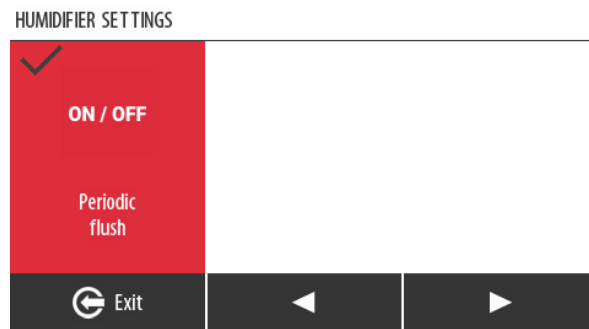 HUMIDIFIER SETTINGS
ON / OFF
Periodic
flush
Exit